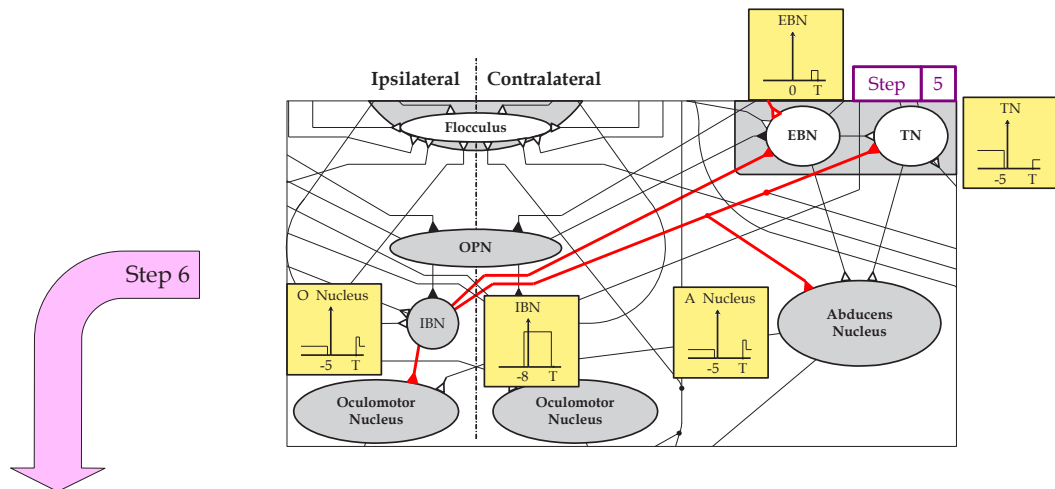 EBN
0 T
Step 5
Ipsilateral Contralateral
TN
-5 T
Flocculus
EBN
TN
OPN
Step 6
O Nucleus
-5 T
IBN
IBN
-8 T
A Nucleus
-5 T
Abducens
Nucleus
Oculomotor
Nucleus
Oculomotor
Nucleus